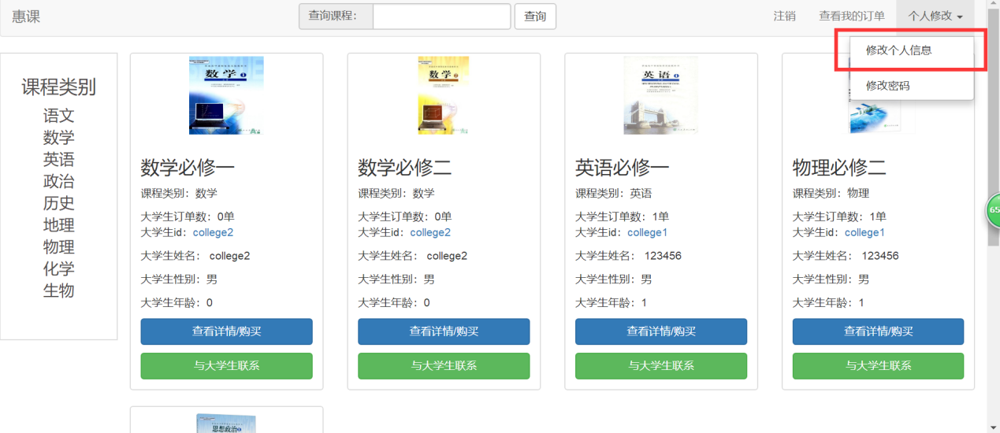 惠课
查询课程：
查询
注销
查看我的订单
个人修改
修改个人信息
修改密码
课程类别
语文
数学
英语
政治
历史
地理
物理
化学
生物
数学 1
数学必修一
课程类别：数学
大学生订单数：0单
大学生id：college2
大学生姓名： college2
大学生性别：男
大学生年龄：0
查看详情/购买
与大学生联系
数学 2
数学必修二
课程类别：数学
大学生订单数：0单
大学生id：college2
大学生姓名： college2
大学生性别：男
大学生年龄：0
查看详情/购买
与大学生联系
英语 1
英语必修一
课程类别：英语
大学生订单数：1单
大学生id：college1
大学生姓名： 123456
大学生性别：男
大学生年龄：1
查看详情/购买
与大学生联系
物理必修二
课程类别：物理
大学生订单数：1单
大学生id：college1
大学生姓名： 123456
大学生性别：男
大学生年龄：1
查看详情/购买
与大学生联系
思想政治
65